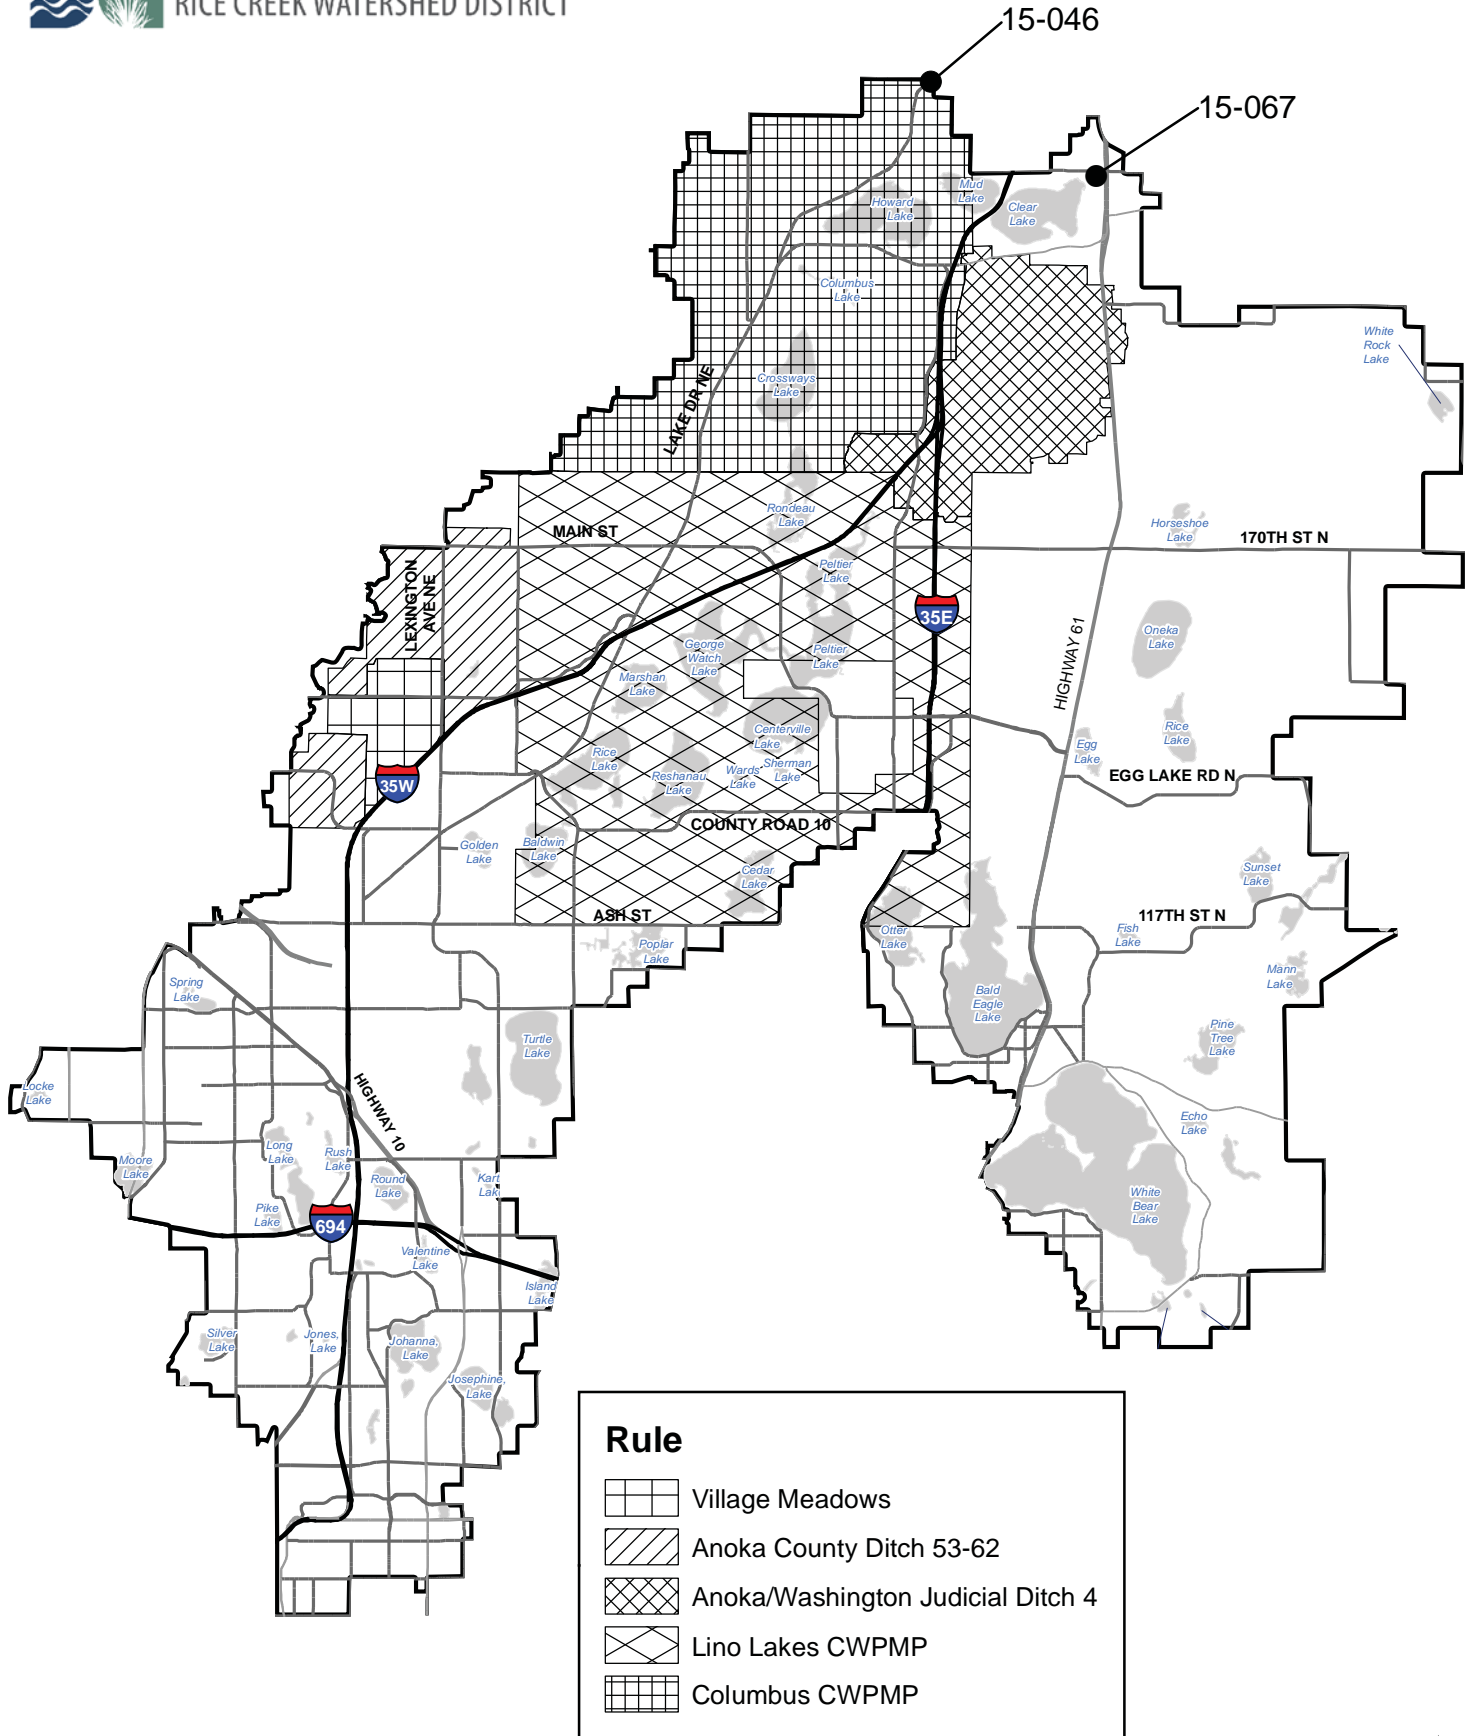 RICE CREEK WATERSHED DISTRICT
15-046
15-067
Mud
Lake
Howard
Lake
Clear
Lake
Columbus
Lake
White
Rock
Lake
Crossways
Lake
LAKE DR NE
Rondeau
Lake
Horseshoe
Lake
MAIN ST
170TH ST N
LEXINGTON
AVE NE
Peltier
Lake
35E
HIGHWAY 61
Oneka
Lake
George
Watch
Lake
Peltier
Lake
Marshan
Lake
Centerville
Lake
Rice
Lake
Rice
Lake
Egg
Lake
Reshanau
Lake
Wards
Lake
Sherman
Lake
EGG LAKE RD N
35W
COUNTY ROAD 10
Golden
Lake
Baldwin
Lake
Cedar
Lake
Sunset
Lake
ASH ST
117TH ST N
Otter
Lake
Fish
Lake
Poplar
Lake
Mann
Lake
Spring
Lake
Bald
Eagle
Lake
Turtle
Lake
Pine
Tree
Lake
Locke
Lake
HIGHWAY 10
Echo
Lake
Long
Lake
Rush
Lake
Moore
Lake
Round
Lake
Kart
Lak
White
Bear
Lake
Pike
Lake
694
Valentine
Lake
Island
Lake
Silver
Lake
Jones,
Lake
Johanna,
Lake
Josephine,
Lake
Rule
Village Meadows
Anoka County Ditch 53-62
Anoka/Washington Judicial Ditch 4
Lino Lakes CWPMP
Columbus CWPMP